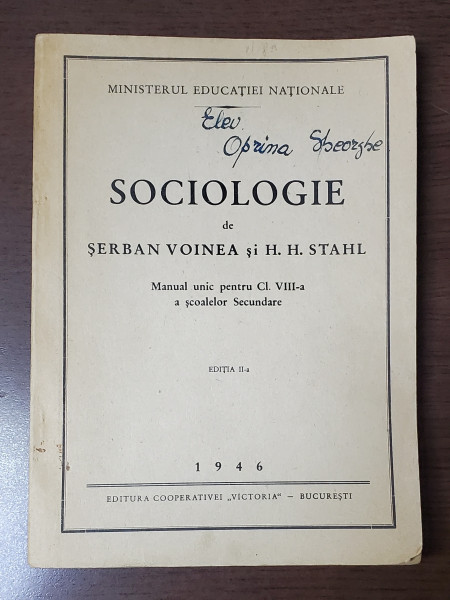 MINISTERUL EDUCAȚIEI NAȚIONALE
Elev
Oprina Gheorghe
SOCIOLOGIE
de
ȘERBAN VOINEA și H. H. STAHL
Manual unic pentru Cl. VIII-a
a școalelor Secundare
EDIȚIA II-a
1946
EDITURA COOPERATIVEI „VICTORIA“ – BUCUREȘTI